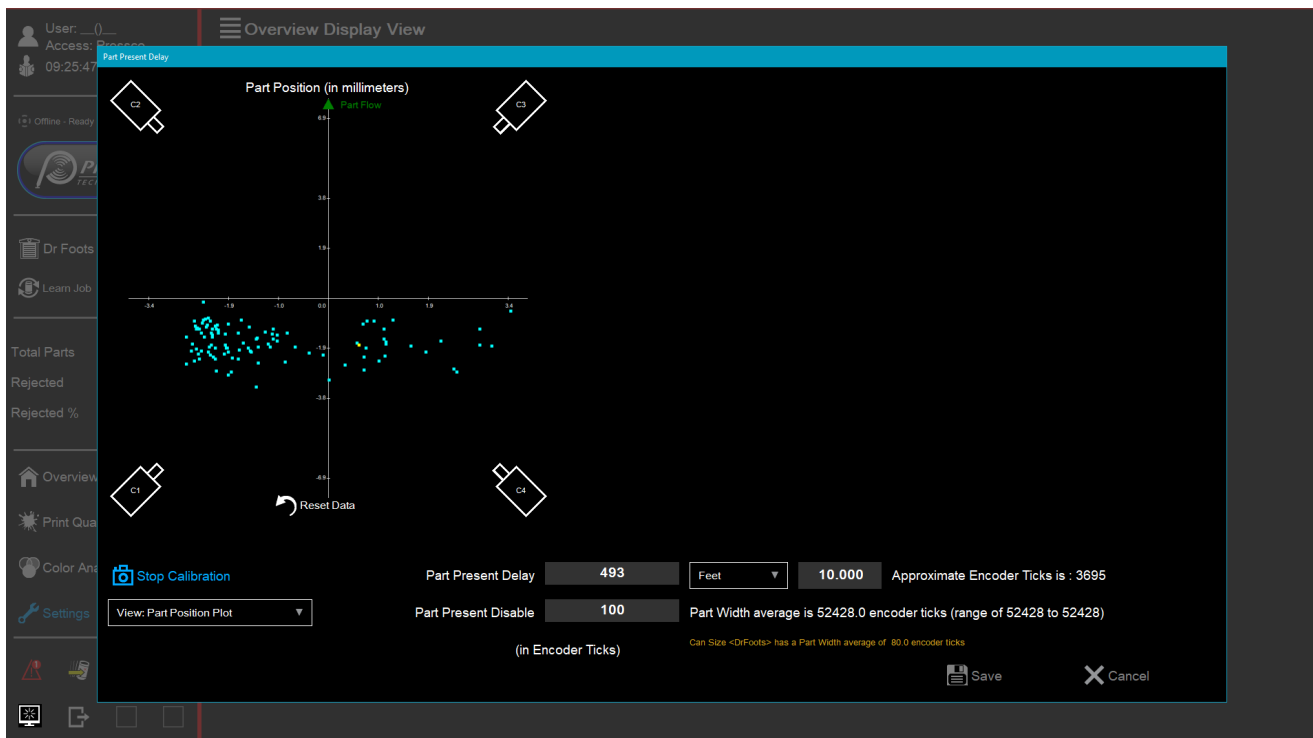 User: __()__
Overview Display View
Access: Prossco
Part Present Delay
09:25:47
Part Position (in millimeters)
C2
C3
Part Flow
6.9
Offline - Ready
3.8
1.9
Dr Foots
Learn Job
-3.4
-1.9
-1.0
0.0
1.0
1.9
3.4
Total Parts
-1.9
Rejected
-3.8
Rejected %
Overview
-6.9
C1
C4
Reset Data
Print Qua
Color Ana
Stop Calibration
Part Present Delay
493
Feet
10.000
Approximate Encoder Ticks is : 3695
Settings
View: Part Position Plot
Part Present Disable
100
Part Width average is 52428.0 encoder ticks (range of 52428 to 52428)
(in Encoder Ticks)
Can Size <DrFoots> has a Part Width average of 80.0 encoder ticks
Save
Cancel